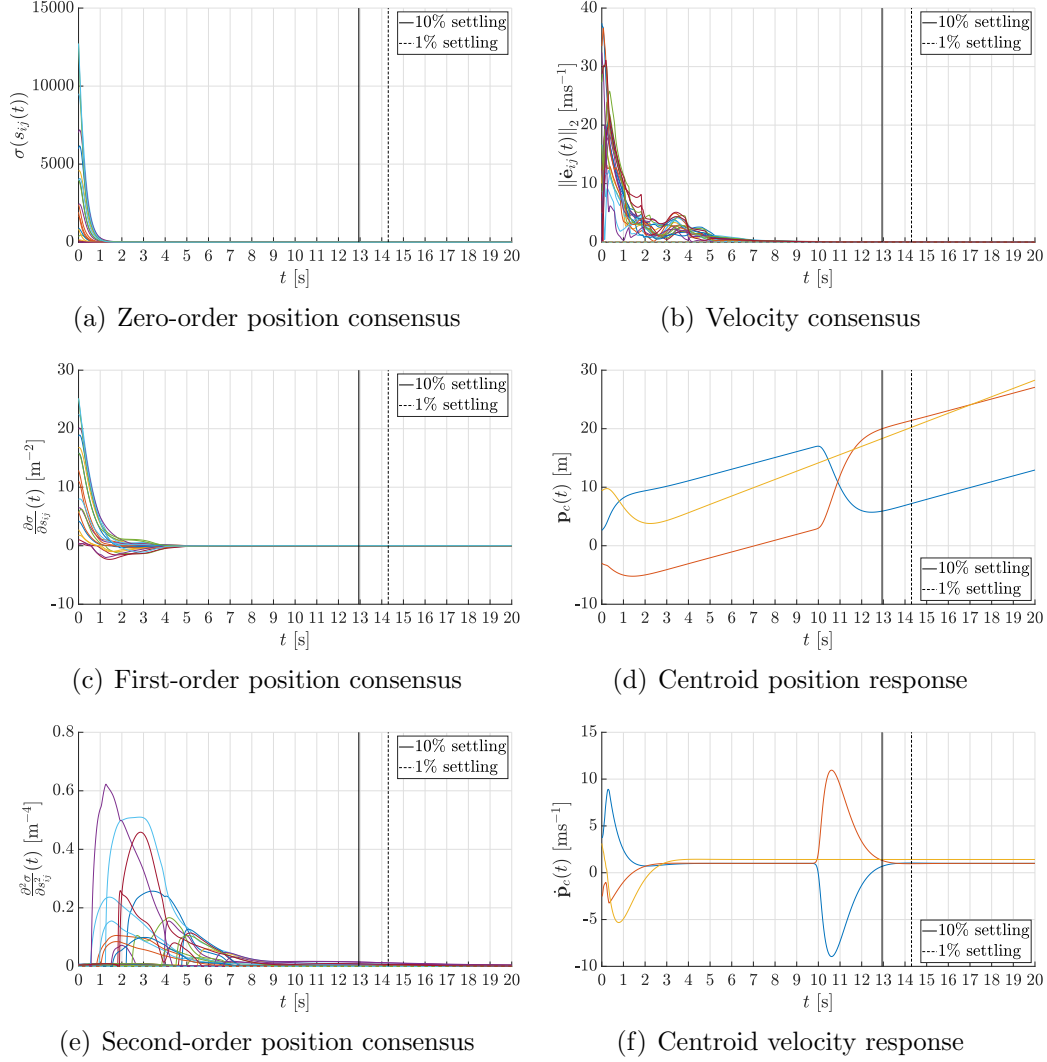 15000
10000
5000
0
σ(s_{ij}(t))
0 1 2 3 4 5 6 7 8 9 10 11 12 13 14 15 16 17 18 19 20
t [s]
10% settling
1% settling
(a) Zero-order position consensus
40
30
20
10
0
‖ė_{ij}(t)‖₂ [ms⁻¹]
0 1 2 3 4 5 6 7 8 9 10 11 12 13 14 15 16 17 18 19 20
t [s]
10% settling
1% settling
(b) Velocity consensus
30
20
10
0
-10
∂σ/∂s_{ij}(t) [m⁻²]
0 1 2 3 4 5 6 7 8 9 10 11 12 13 14 15 16 17 18 19 20
t [s]
10% settling
1% settling
(c) First-order position consensus
30
20
10
0
-10
p_c(t) [m]
0 1 2 3 4 5 6 7 8 9 10 11 12 13 14 15 16 17 18 19 20
t [s]
10% settling
1% settling
(d) Centroid position response
0.8
0.6
0.4
0.2
0
∂²σ/∂s²_{ij}(t) [m⁻⁴]
0 1 2 3 4 5 6 7 8 9 10 11 12 13 14 15 16 17 18 19 20
t [s]
10% settling
1% settling
(e) Second-order position consensus
15
10
5
0
-5
-10
ṗ_c(t) [ms⁻¹]
0 1 2 3 4 5 6 7 8 9 10 11 12 13 14 15 16 17 18 19 20
t [s]
10% settling
1% settling
(f) Centroid velocity response